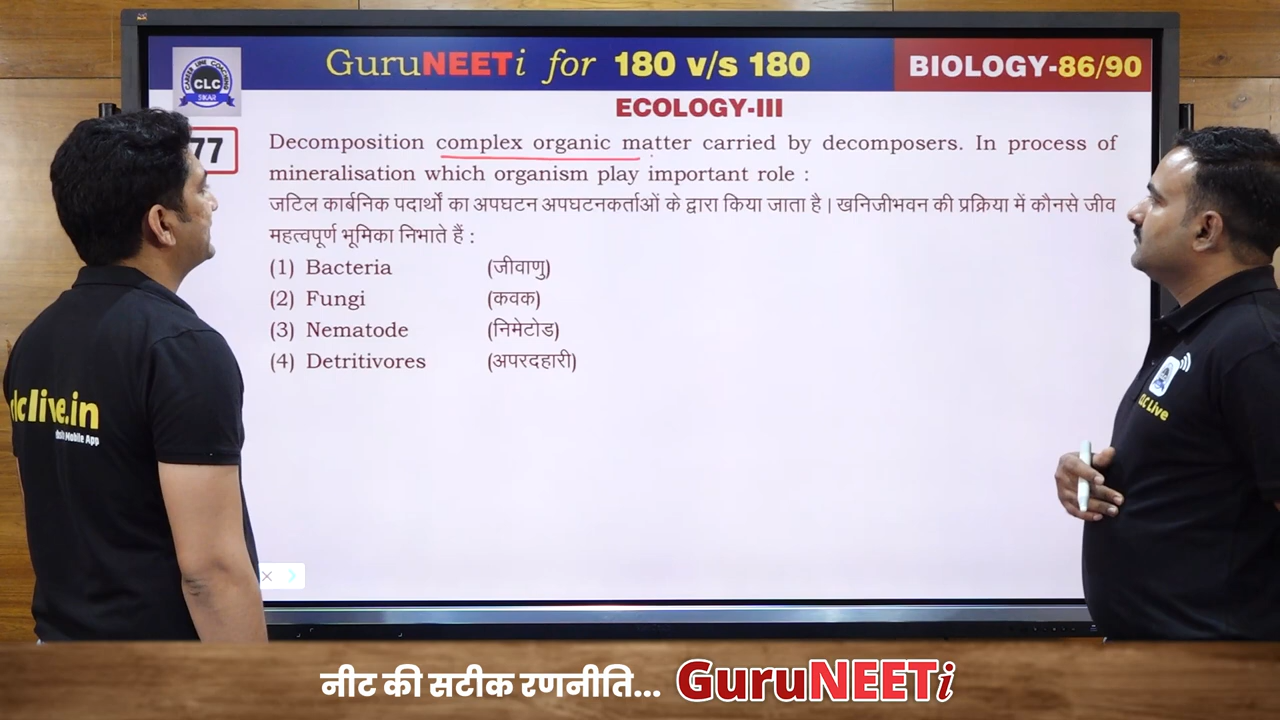 GuruNEETi for 180 v/s 180
BIOLOGY-86/90
CLC
SIKAR
ECOLOGY-III
77
Decomposition complex organic matter carried by decomposers. In process of
mineralisation which organism play important role :
जटिल कार्बनिक पदार्थों का अपघटन अपघटनकर्ताओं के द्वारा किया जाता है। खनिजीभवन की प्रक्रिया में कौनसे जीव
महत्वपूर्ण भूमिका निभाते हैं :
(1) Bacteria (जीवाणु)
(2) Fungi (कवक)
(3) Nematode (निमेटोड)
(4) Detritivores (अपरदहारी)
clclive.in
Mobile App
CLC Live
नीट की सटीक रणनीति... GuruNEETi